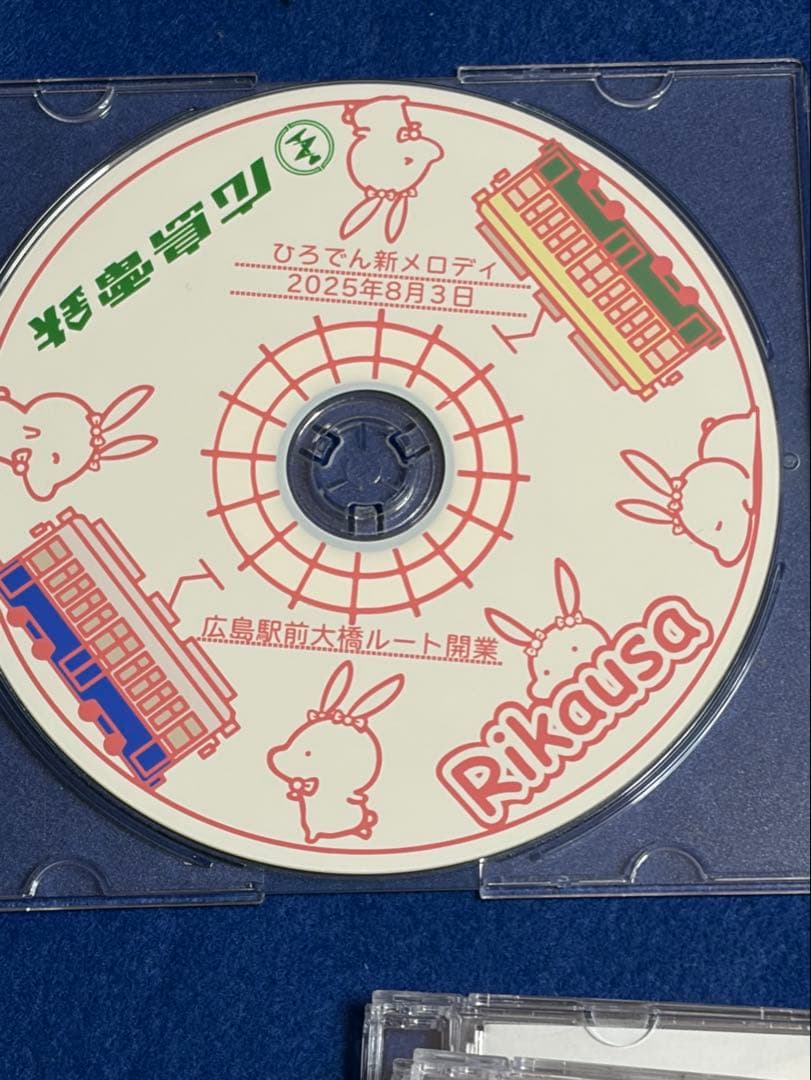 広島電鉄
ひろでん新メロディ
2025年8月3日
広島駅前大橋ルート開業
Rikausa